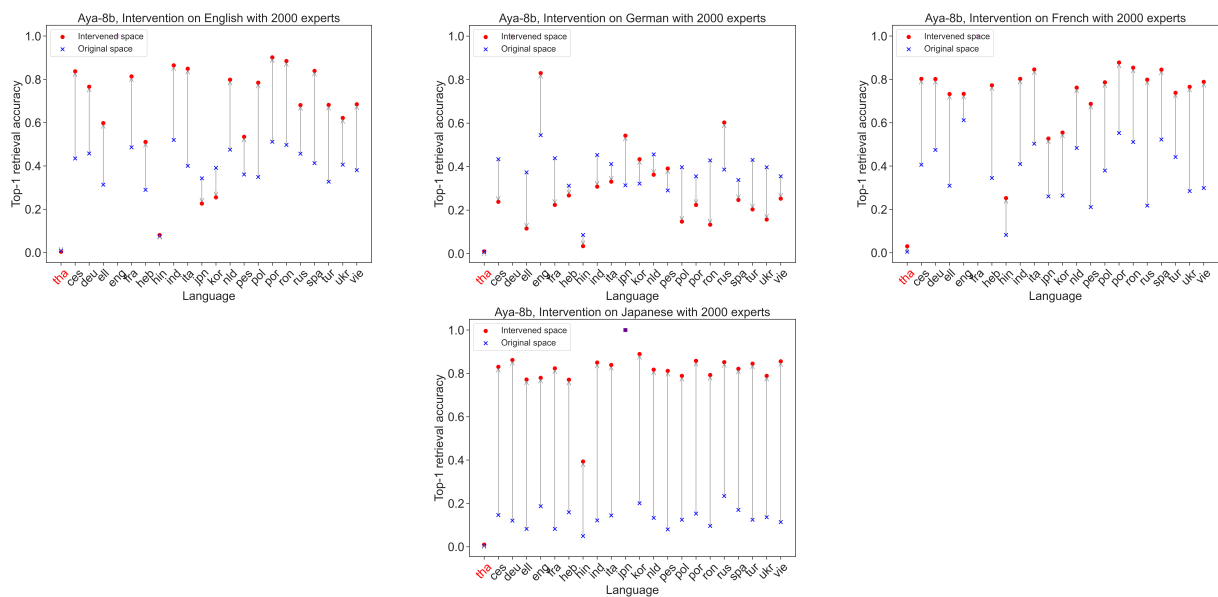 Aya-8b, Intervention on English with 2000 experts
1.0
0.8
0.6
0.4
0.2
0.0
Top-1 retrieval accuracy
Intervened space
Original space
tha ces deu ell eng fra heb hin ind ita jpn kor nld pes pol por ron rus spa tur ukr vie
Language
Aya-8b, Intervention on German with 2000 experts
1.0
0.8
0.6
0.4
0.2
0.0
Top-1 retrieval accuracy
Intervened space
Original space
tha ces deu ell eng fra heb hin ind ita jpn kor nld pes pol por ron rus spa tur ukr vie
Language
Aya-8b, Intervention on French with 2000 experts
1.0
0.8
0.6
0.4
0.2
0.0
Top-1 retrieval accuracy
Intervened space
Original space
tha ces deu ell eng fra heb hin ind ita jpn kor nld pes pol por ron rus spa tur ukr vie
Language
Aya-8b, Intervention on Japanese with 2000 experts
1.0
0.8
0.6
0.4
0.2
0.0
Top-1 retrieval accuracy
Intervened space
Original space
tha ces deu ell eng fra heb hin ind ita jpn kor nld pes pol por ron rus spa tur ukr vie
Language